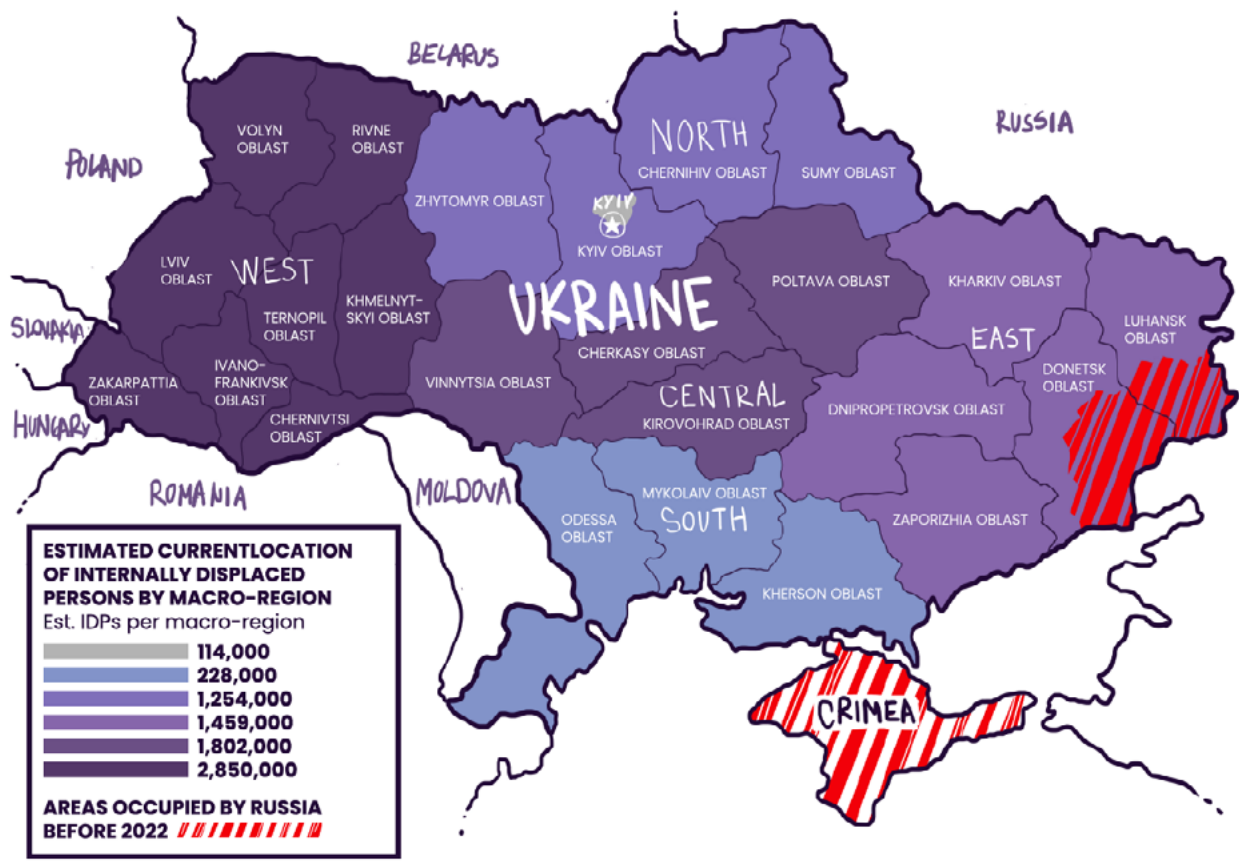 BELARUS
RUSSIA
POLAND
VOLYN
OBLAST
RIVNE
OBLAST
NORTH
CHERNIHIV OBLAST
SUMY OBLAST
ZHYTOMYR OBLAST
KYIV
KYIV OBLAST
LVIV
OBLAST
WEST
TERNOPIL
OBLAST
KHMELNYT-
SKYI OBLAST
UKRAINE
POLTAVA OBLAST
KHARKIV OBLAST
LUHANSK
OBLAST
EAST
SLOVAKIA
ZAKARPATTIA
OBLAST
IVANO-
FRANKIVSK
OBLAST
CHERNIVTSI
OBLAST
VINNYTSIA OBLAST
CHERKASY OBLAST
CENTRAL
KIROVOHRAD OBLAST
DNIPROPETROVSK OBLAST
DONETSK
OBLAST
HUNGARY
ROMANIA
MOLDOVA
ODESSA
OBLAST
MYKOLAIV OBLAST
SOUTH
ZAPORIZHIA OBLAST
KHERSON OBLAST
CRIMEA
ESTIMATED CURRENTLOCATION
OF INTERNALLY DISPLACED
PERSONS BY MACRO-REGION
Est. IDPs per macro-region
114,000
228,000
1,254,000
1,459,000
1,802,000
2,850,000
AREAS OCCUPIED BY RUSSIA
BEFORE 2022